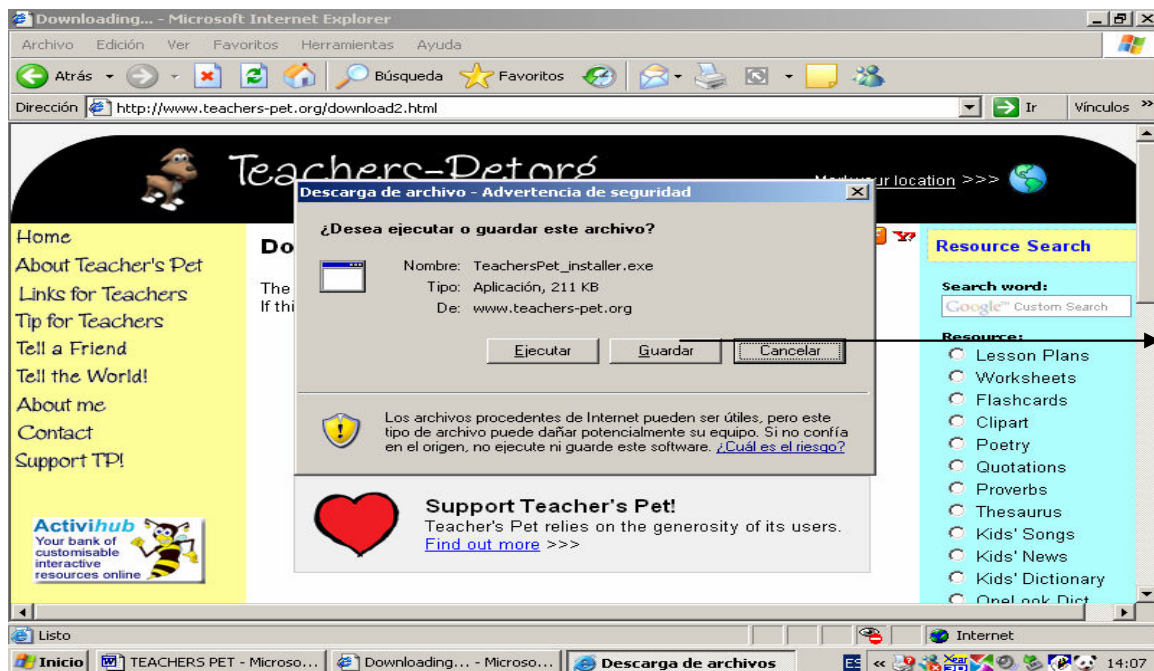 Downloading... - Microsoft Internet Explorer
Archivo Edición Ver Favoritos Herramientas Ayuda
Atrás Búsqueda Favoritos
Dirección http://www.teachers-pet.org/download2.html Ir Vínculos »
Teachers-Pet.org
your location >>>
Descarga de archivo - Advertencia de seguridad
¿Desea ejecutar o guardar este archivo?
Nombre: TeachersPet_installer.exe
Tipo: Aplicación, 211 KB
De: www.teachers-pet.org
Ejecutar Guardar Cancelar
Los archivos procedentes de Internet pueden ser útiles, pero este
tipo de archivo puede dañar potencialmente su equipo. Si no confía
en el origen, no ejecute ni guarde este software. ¿Cuál es el riesgo?
Home
About Teacher's Pet
Links for Teachers
Tip for Teachers
Tell a Friend
Tell the World!
About me
Contact
Support TP!
Activihub
Your bank of
customisable
interactive
resources online
Do
The
If thi
Support Teacher's Pet!
Teacher's Pet relies on the generosity of its users.
Find out more >>>
Resource Search
Search word:
Google™ Custom Search
Resource:
Lesson Plans
Worksheets
Flashcards
Clipart
Poetry
Quotations
Proverbs
Thesaurus
Kids' Songs
Kids' News
Kids' Dictionary
OneLook Dict
Listo Internet
Inicio TEACHERS PET - Microso... Downloading... - Microso... Descarga de archivos ES « 14:07